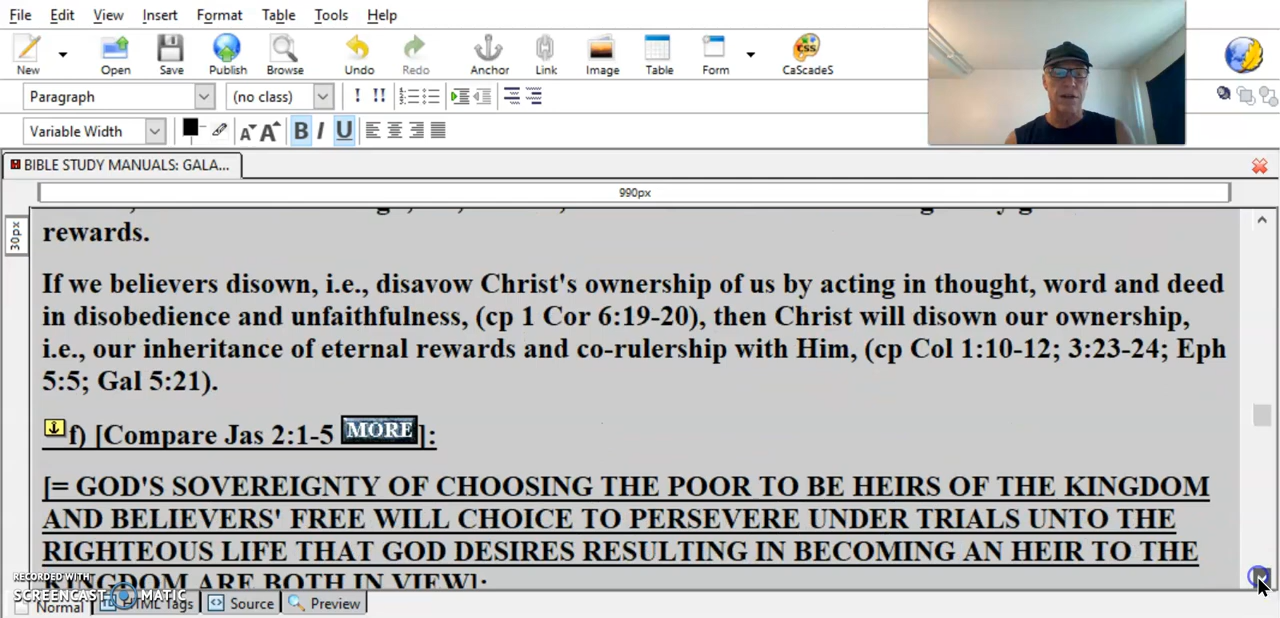 File Edit View Insert Format Table Tools Help
New Open Save Publish Browse Undo Redo Anchor Link Image Table Form CaScadeS
Paragraph (no class) ! !!
Variable Width A A B I U
BIBLE STUDY MANUALS: GALA...
990px
30px
rewards.
If we believers disown, i.e., disavow Christ's ownership of us by acting in thought, word and deed
in disobedience and unfaithfulness, (cp 1 Cor 6:19-20), then Christ will disown our ownership,
i.e., our inheritance of eternal rewards and co-rulership with Him, (cp Col 1:10-12; 3:23-24; Eph
5:5; Gal 5:21).
f) [Compare Jas 2:1-5 MORE]:
[= GOD'S SOVEREIGNTY OF CHOOSING THE POOR TO BE HEIRS OF THE KINGDOM
AND BELIEVERS' FREE WILL CHOICE TO PERSEVERE UNDER TRIALS UNTO THE
RIGHTEOUS LIFE THAT GOD DESIRES RESULTING IN BECOMING AN HEIR TO THE
KINGDOM ARE BOTH IN VIEW]:
RECORDED WITH
SCREENCAST MATIC
Normal HTML Tags Source Preview